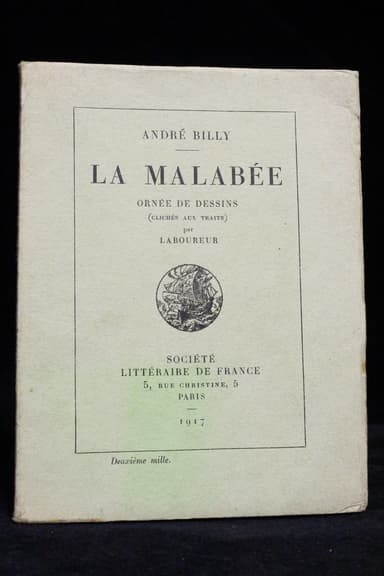 ANDRÉ BILLY
LA MALABÉE
ORNÉE DE DESSINS
(CLICHÉS AUX TRAITS)
par
LABOUREUR
SOCIÉTÉ
LITTÉRAIRE DE FRANCE
5, RUE CHRISTINE, 5
PARIS
1917
Deuxième mille.